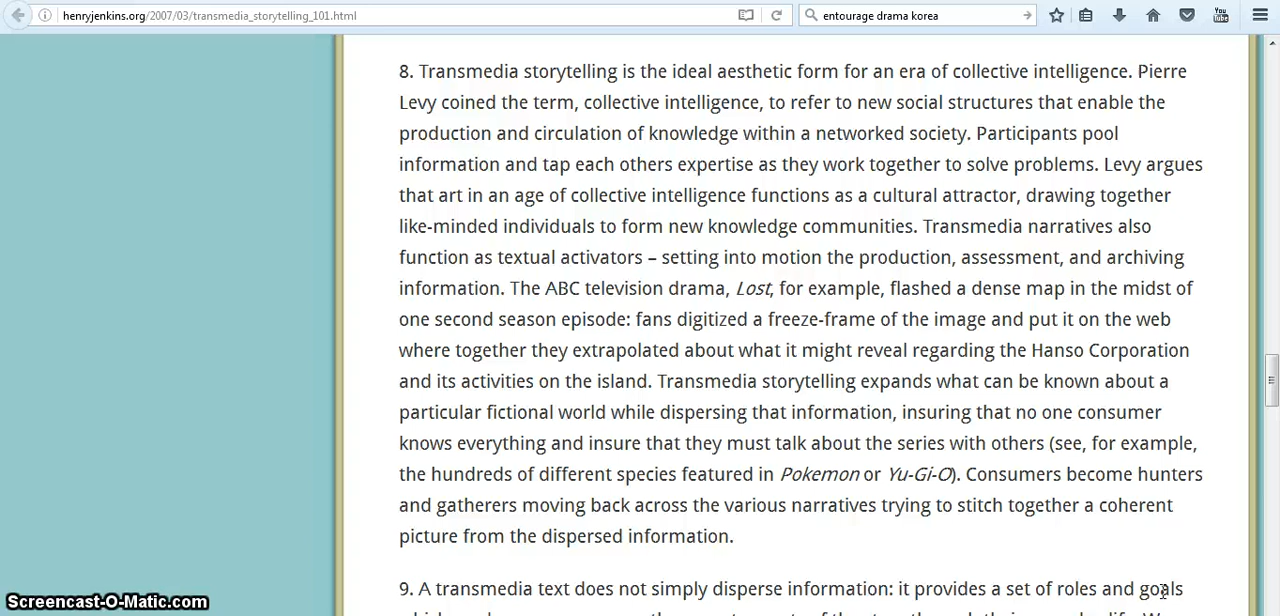 henryjenkins.org/2007/03/transmedia_storytelling_101.html
entourage drama korea
You
Tube
8. Transmedia storytelling is the ideal aesthetic form for an era of collective intelligence. Pierre
Levy coined the term, collective intelligence, to refer to new social structures that enable the
production and circulation of knowledge within a networked society. Participants pool
information and tap each others expertise as they work together to solve problems. Levy argues
that art in an age of collective intelligence functions as a cultural attractor, drawing together
like-minded individuals to form new knowledge communities. Transmedia narratives also
function as textual activators – setting into motion the production, assessment, and archiving
information. The ABC television drama, Lost, for example, flashed a dense map in the midst of
one second season episode: fans digitized a freeze-frame of the image and put it on the web
where together they extrapolated about what it might reveal regarding the Hanso Corporation
and its activities on the island. Transmedia storytelling expands what can be known about a
particular fictional world while dispersing that information, insuring that no one consumer
knows everything and insure that they must talk about the series with others (see, for example,
the hundreds of different species featured in Pokemon or Yu-Gi-O). Consumers become hunters
and gatherers moving back across the various narratives trying to stitch together a coherent
picture from the dispersed information.
9. A transmedia text does not simply disperse information: it provides a set of roles and goals
Screencast-O-Matic.com